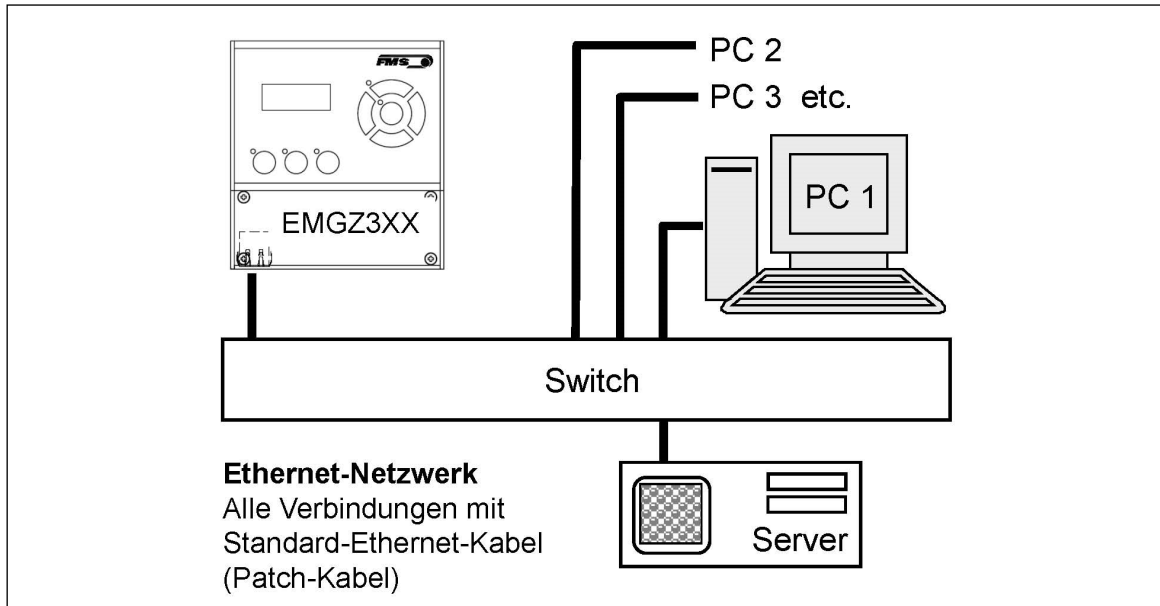 FMS
PC 2
PC 3 etc.
PC 1
EMGZ3XX
Switch
Ethernet-Netzwerk
Alle Verbindungen mit
Standard-Ethernet-Kabel
(Patch-Kabel)
Server